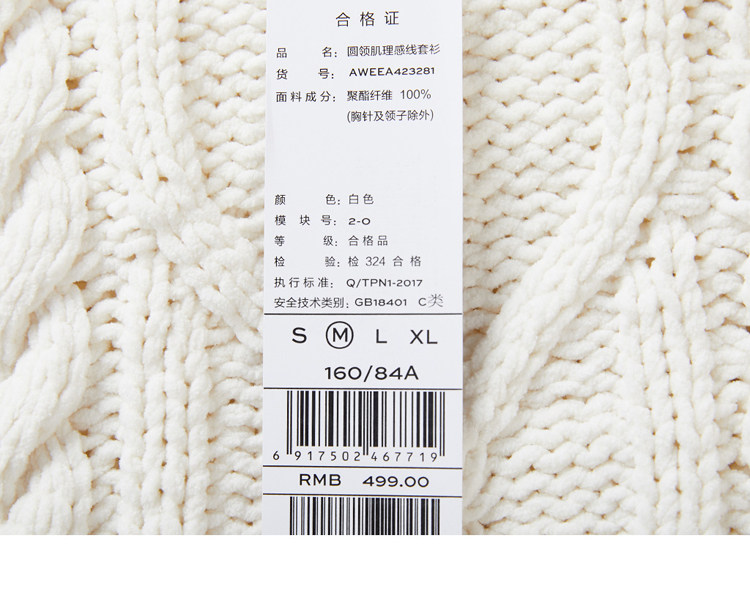 合格证
品 名：圆领肌理感线套衫
货 号：AWEEA423281
面料成分：聚酯纤维 100%
(胸针及领子除外)
颜 色：白色
模块号：2-0
等 级：合格品
检 验：检 324 合格
执行标准：Q/TPN1-2017
安全技术类别：GB18401 C类
S M L XL
160/84A
6 917502 467719
RMB 499.00